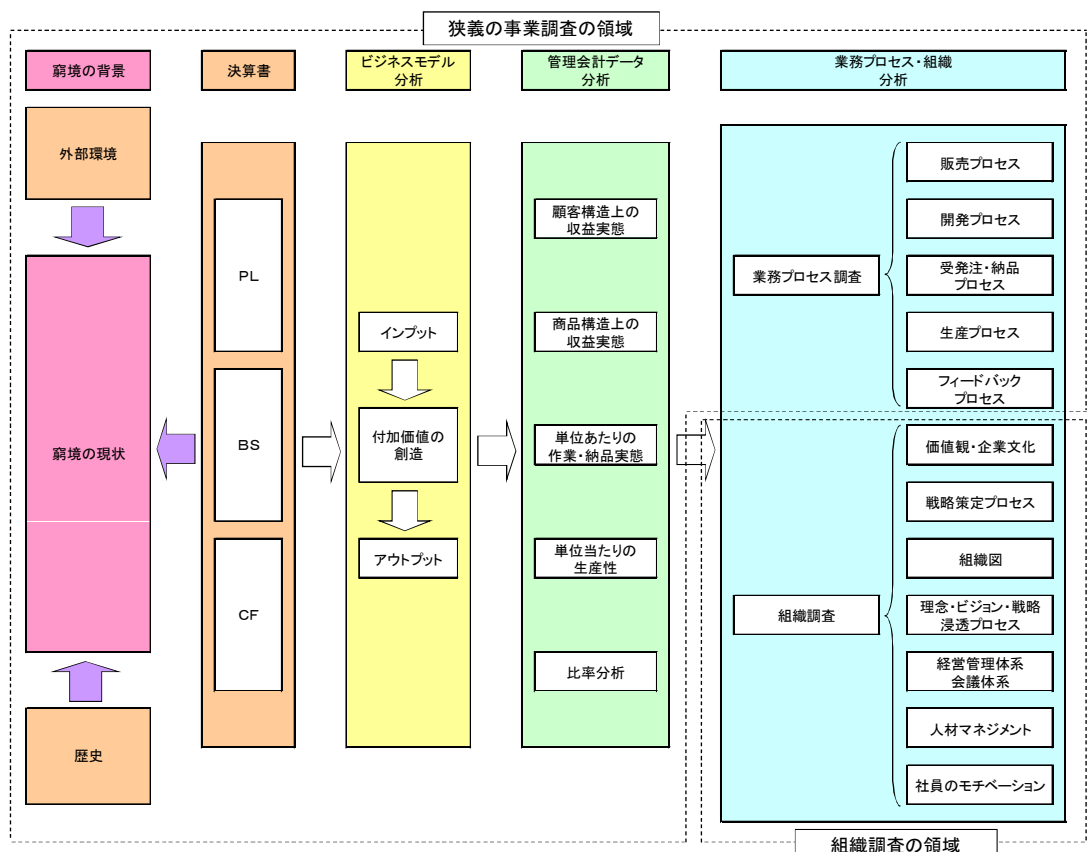 狭義の事業調査の領域
窮境の背景
決算書
ビジネスモデル
分析
管理会計データ
分析
業務プロセス・組織
分析
外部環境
窮境の現状
歴史
PL
BS
CF
インプット
付加価値の
創造
アウトプット
顧客構造上の
収益実態
商品構造上の
収益実態
単位あたりの
作業・納品実態
単位当たりの
生産性
比率分析
業務プロセス調査
販売プロセス
開発プロセス
受発注・納品
プロセス
生産プロセス
フィードバック
プロセス
組織調査
価値観・企業文化
戦略策定プロセス
組織図
理念・ビジョン・戦略
浸透プロセス
経営管理体系
会議体系
人材マネジメント
社員のモチベーション
組織調査の領域